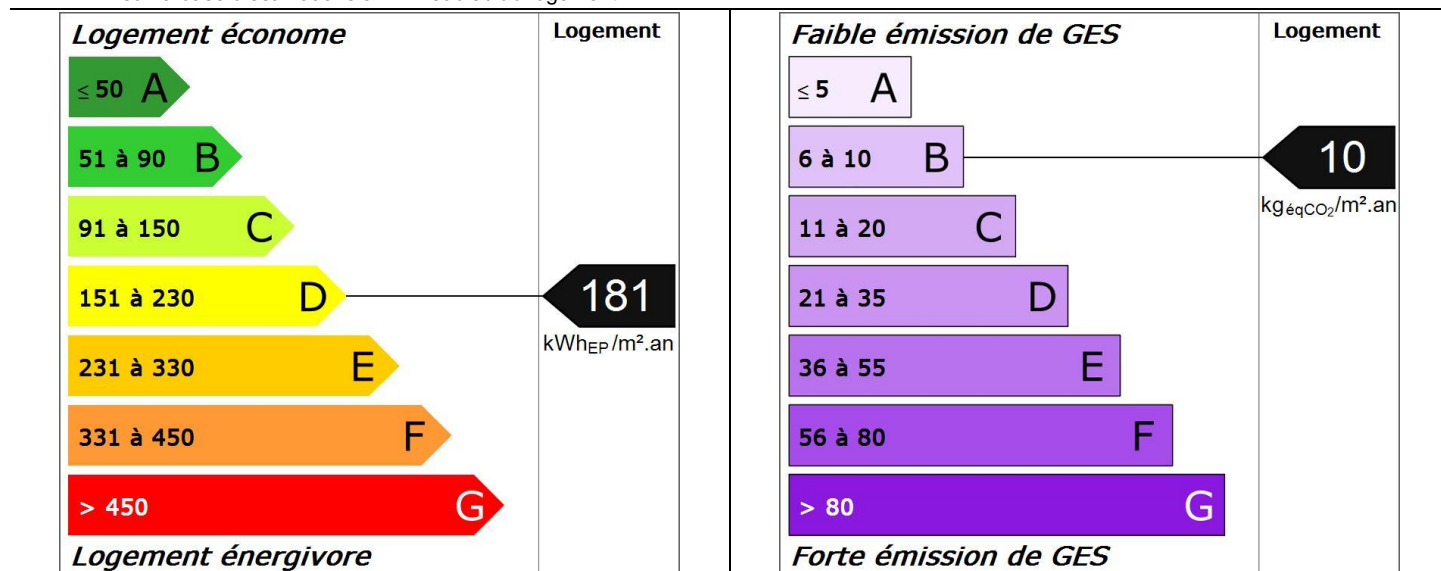 Logement économe
Logement
≤ 50 A
51 à 90 B
91 à 150 C
151 à 230 D
181
kWhEP/m².an
231 à 330 E
331 à 450 F
> 450 G
Logement énergivore
Faible émission de GES
Logement
≤ 5 A
6 à 10 B
10
kgéqCO₂/m².an
11 à 20 C
21 à 35 D
36 à 55 E
56 à 80 F
> 80 G
Forte émission de GES